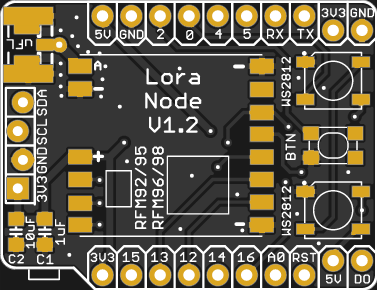 uFL
5V GND 2 0 4 5 RX TX 3V3 GND
A
Lora
Node
V1.2
WS2812
BTN
WS2812
3V3 GND SCL SDA
RFM92/95
RFM96/98
10uF
1uF
C2 C1
3V3 15 13 12 14 16 A0 RST
5V DO